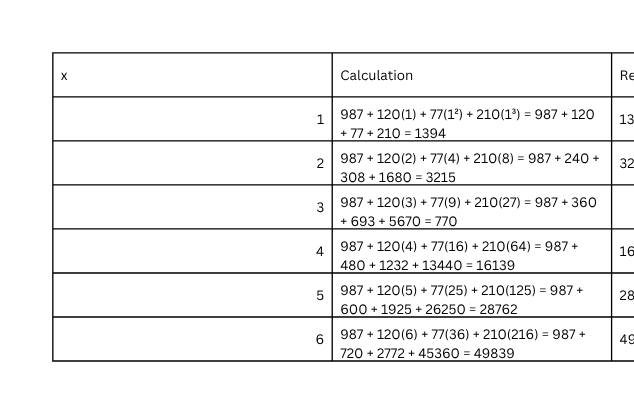 x Calculation Re
1 987 + 120(1) + 77(1²) + 210(1³) = 987 + 120 13
+ 77 + 210 = 1394
2 987 + 120(2) + 77(4) + 210(8) = 987 + 240 + 32
308 + 1680 = 3215
3 987 + 120(3) + 77(9) + 210(27) = 987 + 360
+ 693 + 5670 = 770
4 987 + 120(4) + 77(16) + 210(64) = 987 + 16
480 + 1232 + 13440 = 16139
5 987 + 120(5) + 77(25) + 210(125) = 987 + 28
600 + 1925 + 26250 = 28762
6 987 + 120(6) + 77(36) + 210(216) = 987 + 49
720 + 2772 + 45360 = 49839